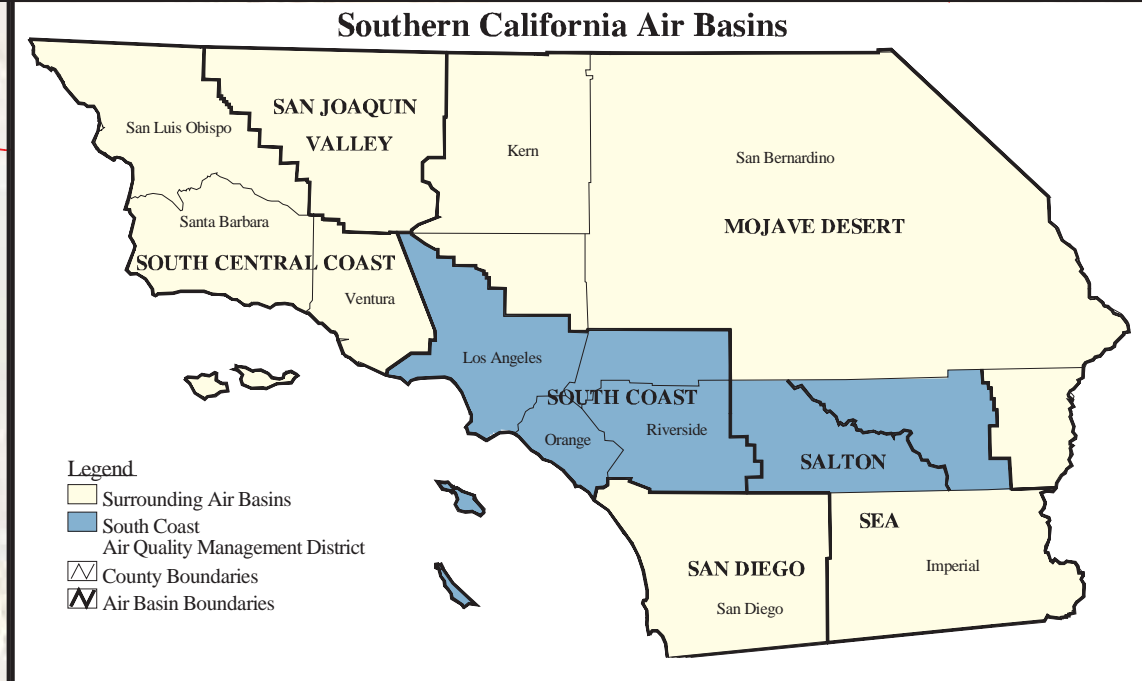 Southern California Air Basins
SAN JOAQUIN
VALLEY
San Luis Obispo
Kern
San Bernardino
Santa Barbara
MOJAVE DESERT
SOUTH CENTRAL COAST
Ventura
Los Angeles
SOUTH COAST
Orange
Riverside
SALTON
SEA
Imperial
SAN DIEGO
San Diego
Legend
Surrounding Air Basins
South Coast
Air Quality Management District
County Boundaries
Air Basin Boundaries